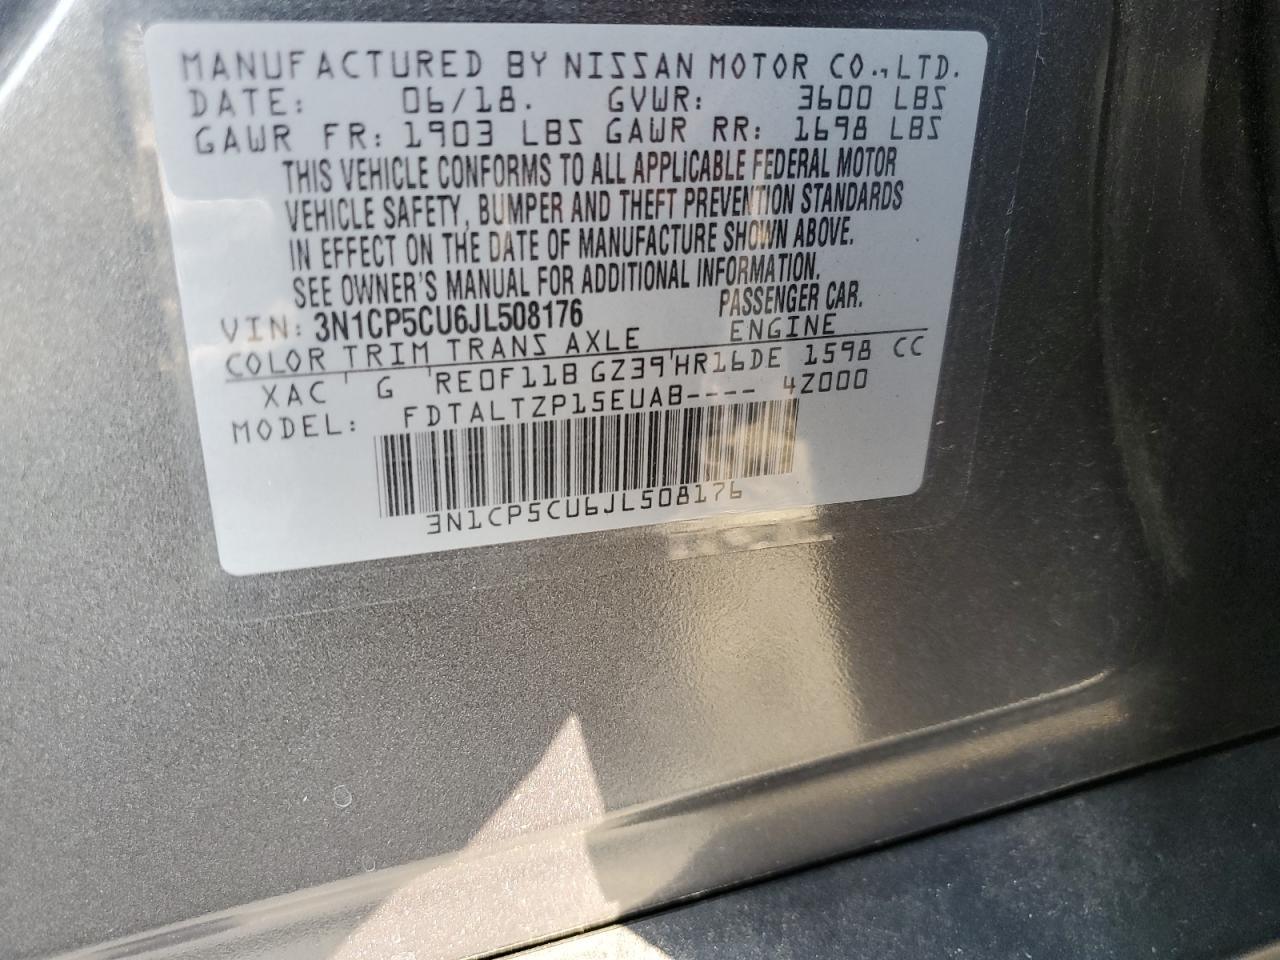 MANUFACTURED BY NISSAN MOTOR CO., LTD.
DATE: 06/18. GVWR: 3600 LBS
GAWR FR: 1903 LBS GAWR RR: 1698 LBS
THIS VEHICLE CONFORMS TO ALL APPLICABLE FEDERAL MOTOR
VEHICLE SAFETY, BUMPER AND THEFT PREVENTION STANDARDS
IN EFFECT ON THE DATE OF MANUFACTURE SHOWN ABOVE.
SEE OWNER'S MANUAL FOR ADDITIONAL INFORMATION.
VIN: 3N1CP5CU6JL508176 PASSENGER CAR.
COLOR TRIM TRANS AXLE ENGINE
XAC ' G ' RE0F11B GZ39 ' HR16DE 1598 CC
MODEL: FDTALTZP15EUAB---- 4Z000
3N1CP5CU6JL508176